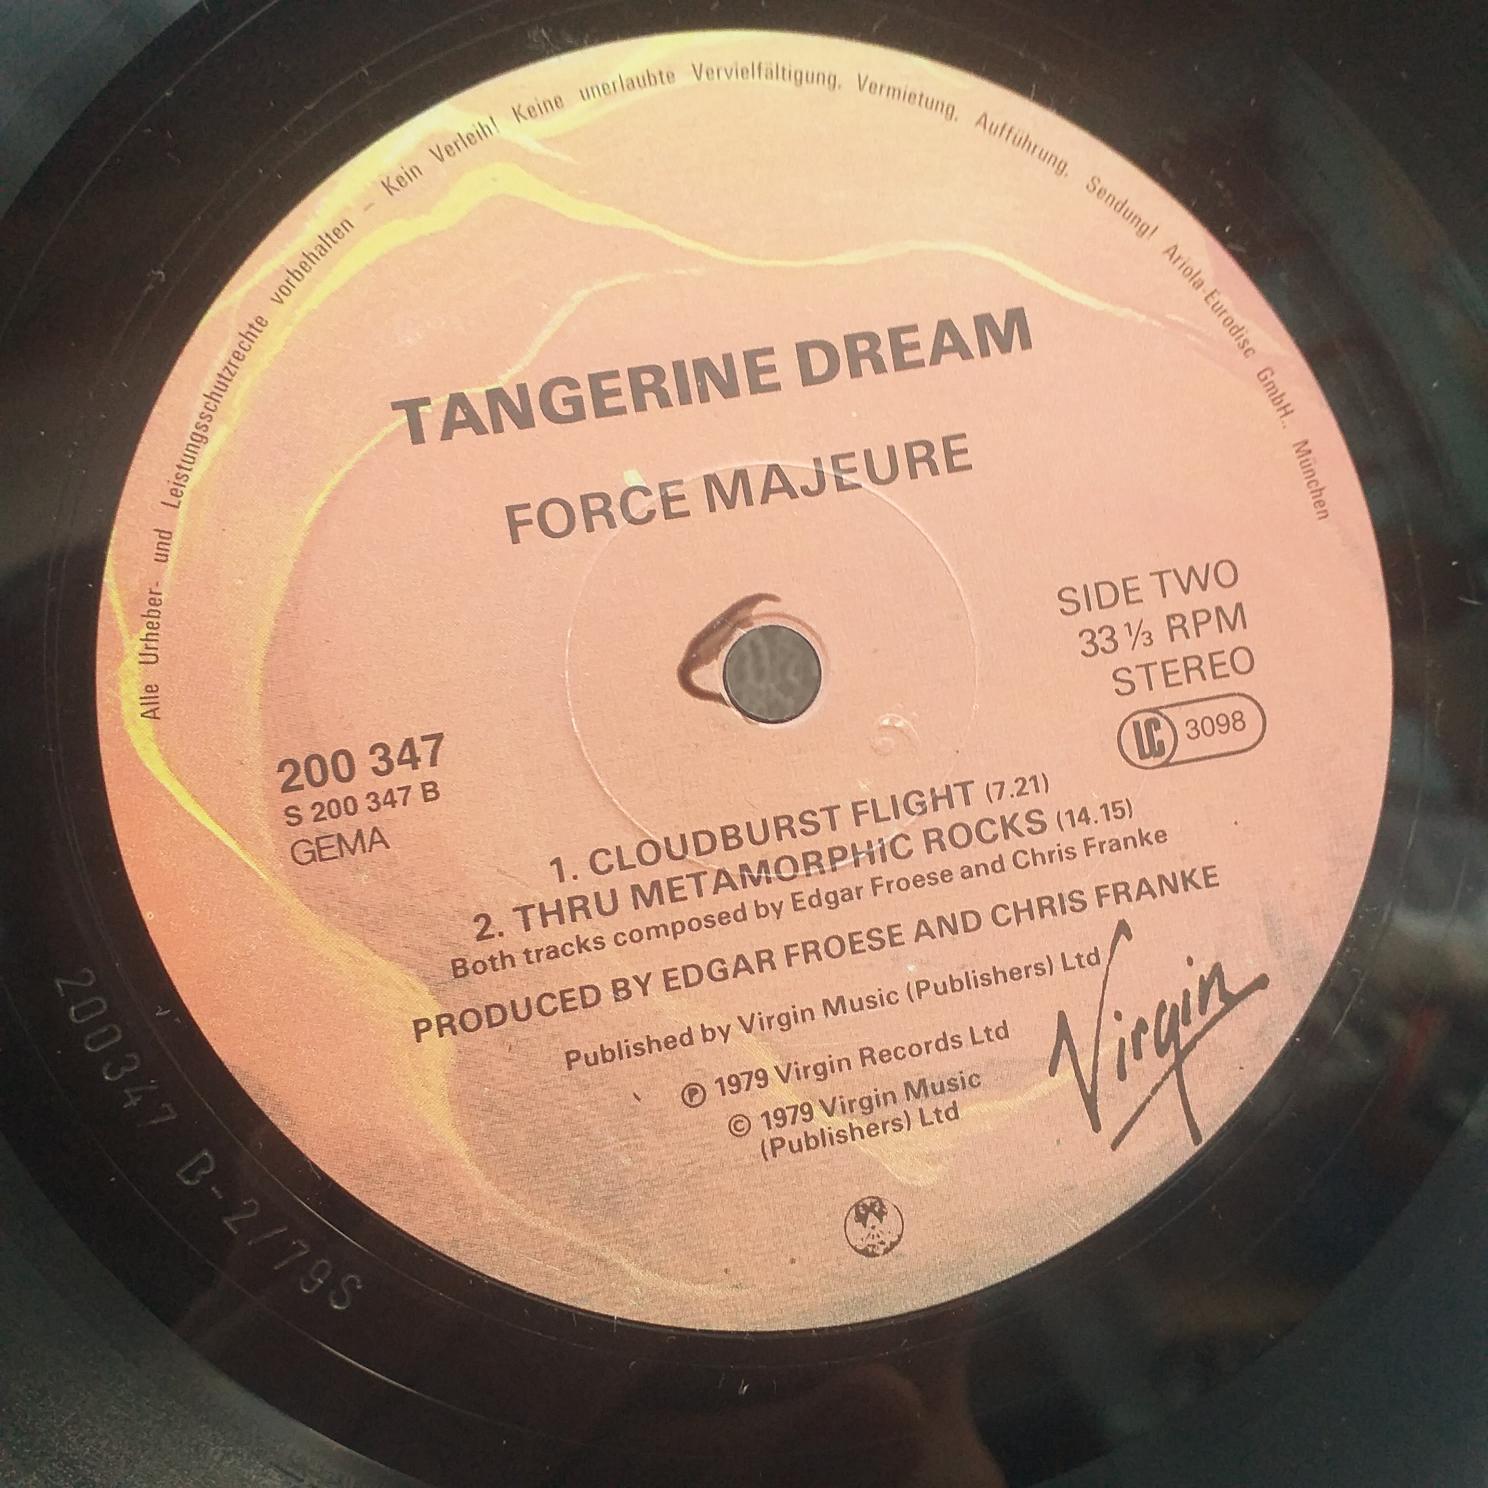 Alle Urheber- und Leistungsschutzrechte vorbehalten – Kein Verleih! Keine unerlaubte Vervielfältigung, Vermietung, Aufführung, Sendung! Ariola-Eurodisc GmbH., München
TANGERINE DREAM
FORCE MAJEURE
SIDE TWO
33 ⅓ RPM
STEREO
LC 3098
200 347
S 200 347 B
GEMA
1. CLOUDBURST FLIGHT (7.21)
2. THRU METAMORPHIC ROCKS (14.15)
Both tracks composed by Edgar Froese and Chris Franke
PRODUCED BY EDGAR FROESE AND CHRIS FRANKE
Published by Virgin Music (Publishers) Ltd
℗ 1979 Virgin Records Ltd
© 1979 Virgin Music
(Publishers) Ltd
Virgin
200347 B-2/79S